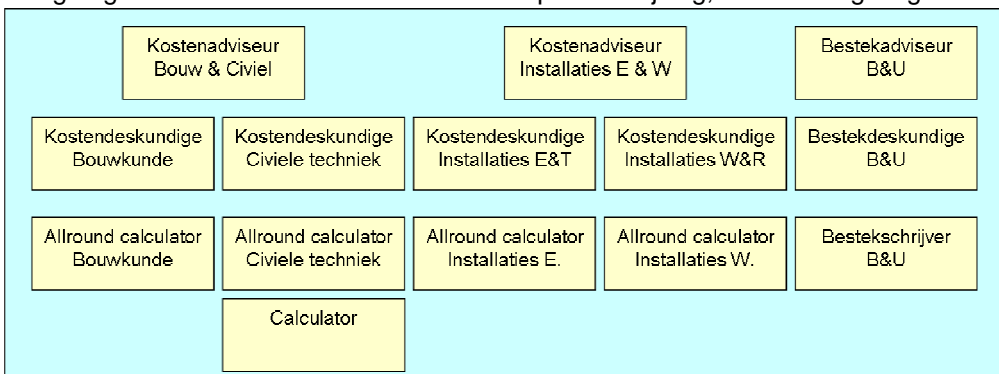 Kostenadviseur
Bouw & Civiel
Kostenadviseur
Installaties E & W
Bestekadviseur
B&U
Kostendeskundige
Bouwkunde
Kostendeskundige
Civiele techniek
Kostendeskundige
Installaties E&T
Kostendeskundige
Installaties W&R
Bestekdeskundige
B&U
Allround calculator
Bouwkunde
Allround calculator
Civiele techniek
Allround calculator
Installaties E.
Allround calculator
Installaties W.
Bestekschrijver
B&U
Calculator